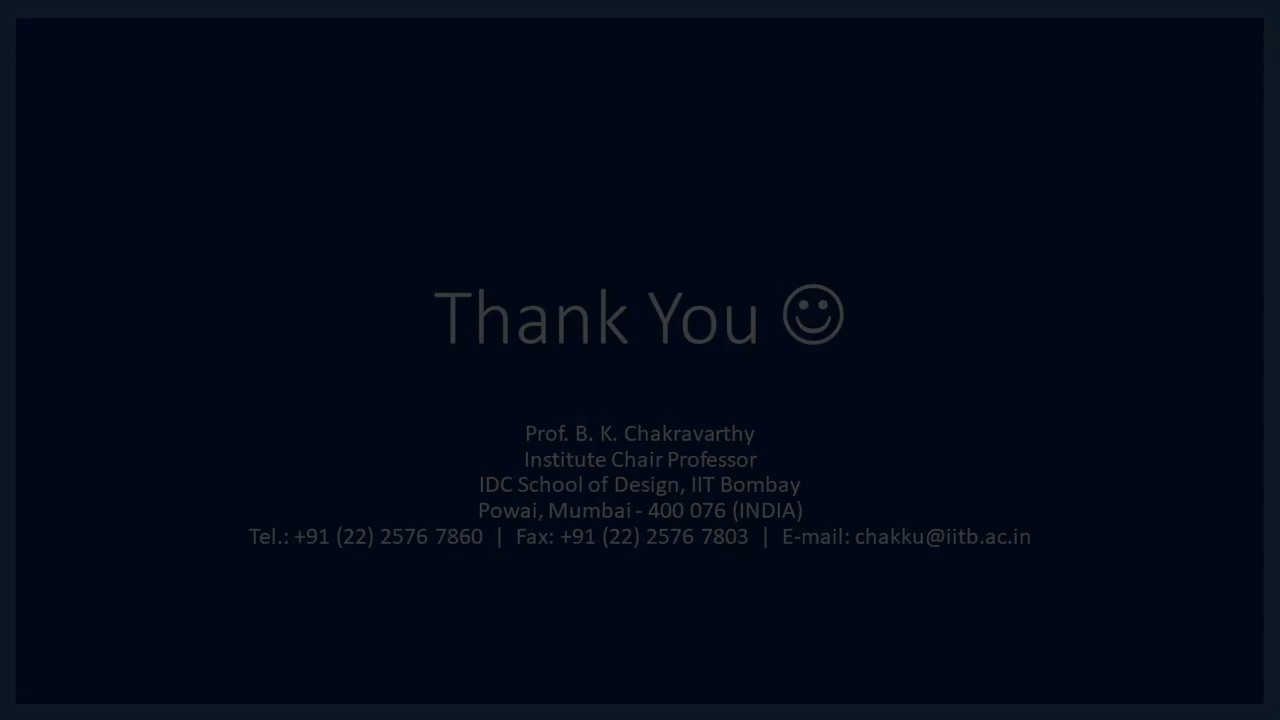 Thank You ☺
Prof. B. K. Chakravarthy
Institute Chair Professor
IDC School of Design, IIT Bombay
Powai, Mumbai - 400 076 (INDIA)
Tel.: +91 (22) 2576 7860 | Fax: +91 (22) 2576 7803 | E-mail: chakku@iitb.ac.in